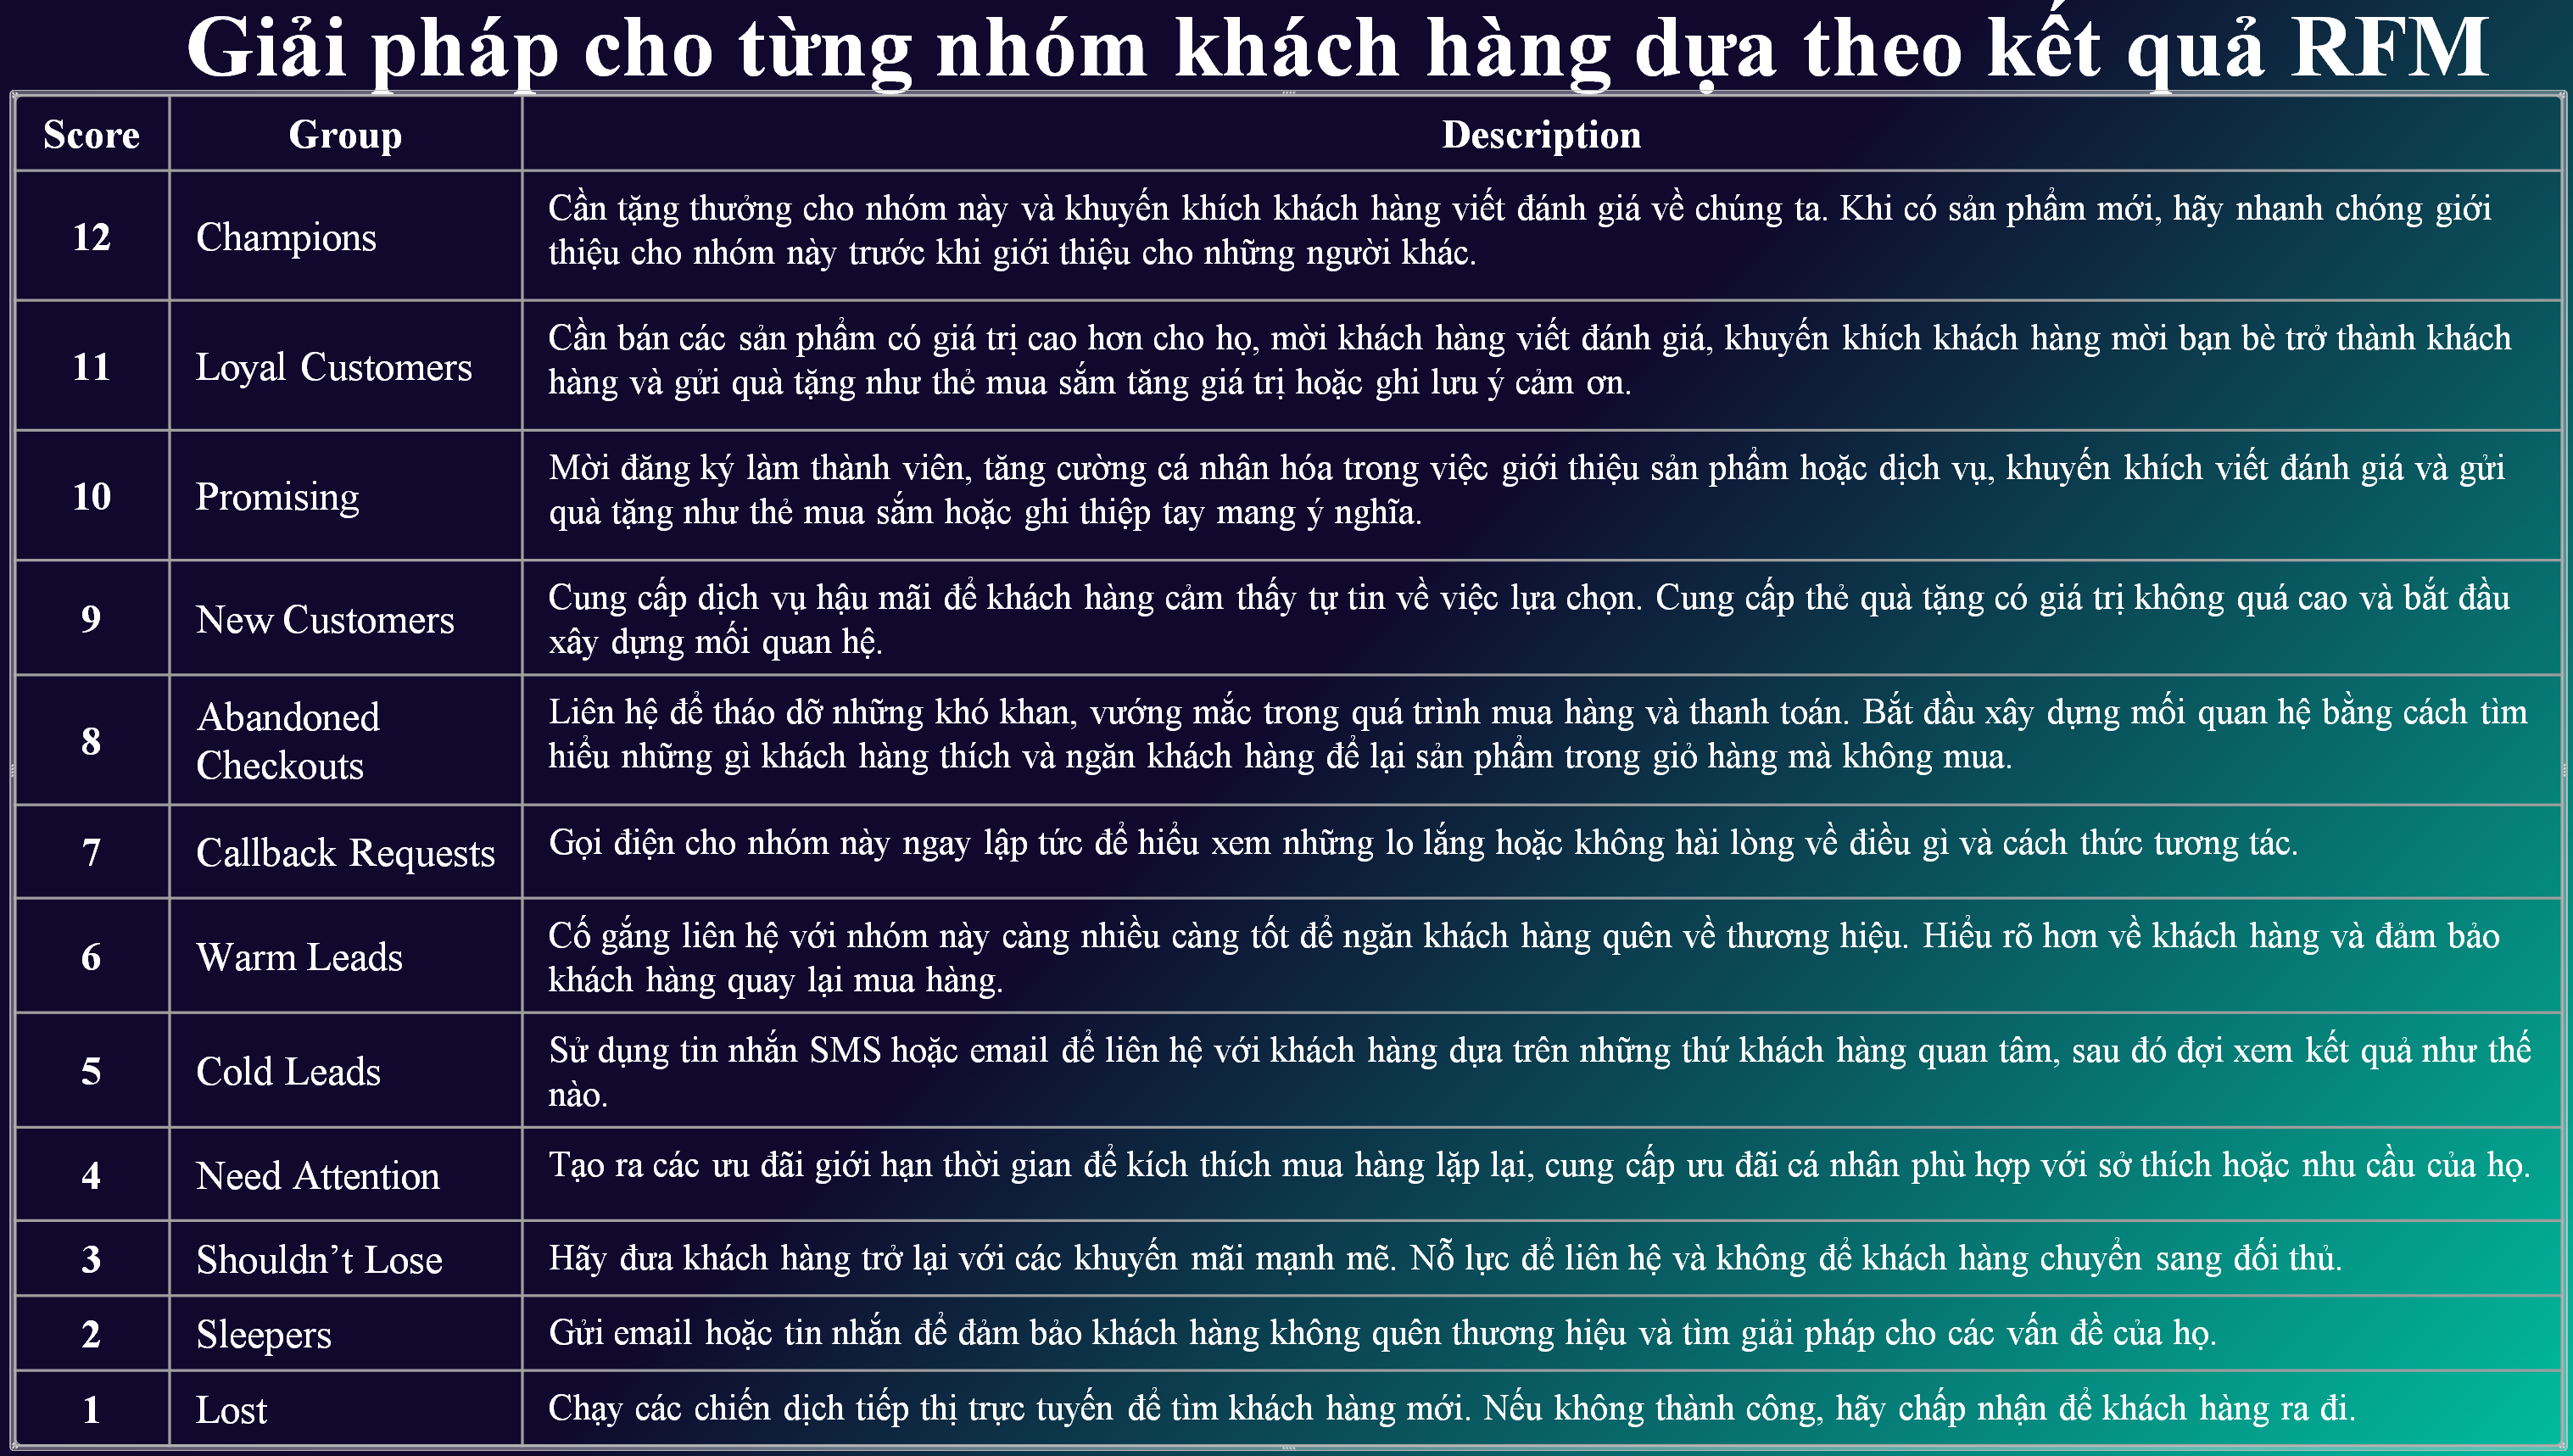 Giải pháp cho từng nhóm khách hàng dựa theo kết quả RFM
Score Group Description
12 Champions Cần tặng thưởng cho nhóm này và khuyến khích khách hàng viết đánh giá về chúng ta. Khi có sản phẩm mới, hãy nhanh chóng giới
thiệu cho nhóm này trước khi giới thiệu cho những người khác.
11 Loyal Customers Cần bán các sản phẩm có giá trị cao hơn cho họ, mời khách hàng viết đánh giá, khuyến khích khách hàng mời bạn bè trở thành khách
hàng và gửi quà tặng như thẻ mua sắm tăng giá trị hoặc ghi lưu ý cảm ơn.
10 Promising Mời đăng ký làm thành viên, tăng cường cá nhân hóa trong việc giới thiệu sản phẩm hoặc dịch vụ, khuyến khích viết đánh giá và gửi
quà tặng như thẻ mua sắm hoặc ghi thiệp tay mang ý nghĩa.
9 New Customers Cung cấp dịch vụ hậu mãi để khách hàng cảm thấy tự tin về việc lựa chọn. Cung cấp thẻ quà tặng có giá trị không quá cao và bắt đầu
xây dựng mối quan hệ.
8 Abandoned
Checkouts
Liên hệ để tháo dỡ những khó khan, vướng mắc trong quá trình mua hàng và thanh toán. Bắt đầu xây dựng mối quan hệ bằng cách tìm
hiểu những gì khách hàng thích và ngăn khách hàng để lại sản phẩm trong giỏ hàng mà không mua.
7 Callback Requests Gọi điện cho nhóm này ngay lập tức để hiểu xem những lo lắng hoặc không hài lòng về điều gì và cách thức tương tác.
6 Warm Leads Cố gắng liên hệ với nhóm này càng nhiều càng tốt để ngăn khách hàng quên về thương hiệu. Hiểu rõ hơn về khách hàng và đảm bảo
khách hàng quay lại mua hàng.
5 Cold Leads Sử dụng tin nhắn SMS hoặc email để liên hệ với khách hàng dựa trên những thứ khách hàng quan tâm, sau đó đợi xem kết quả như thế
nào.
4 Need Attention Tạo ra các ưu đãi giới hạn thời gian để kích thích mua hàng lặp lại, cung cấp ưu đãi cá nhân phù hợp với sở thích hoặc nhu cầu của họ.
3 Shouldn’t Lose Hãy đưa khách hàng trở lại với các khuyến mãi mạnh mẽ. Nỗ lực để liên hệ và không để khách hàng chuyển sang đối thủ.
2 Sleepers Gửi email hoặc tin nhắn để đảm bảo khách hàng không quên thương hiệu và tìm giải pháp cho các vấn đề của họ.
1 Lost Chạy các chiến dịch tiếp thị trực tuyến để tìm khách hàng mới. Nếu không thành công, hãy chấp nhận để khách hàng ra đi.